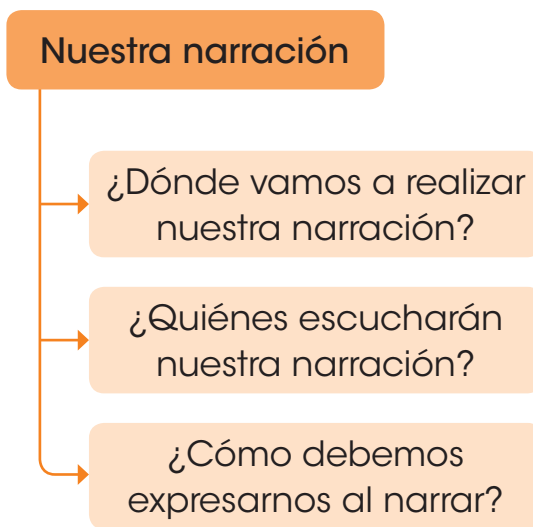 Nuestra narración
¿Dónde vamos a realizar
nuestra narración?
¿Quiénes escucharán
nuestra narración?
¿Cómo debemos
expresarnos al narrar?